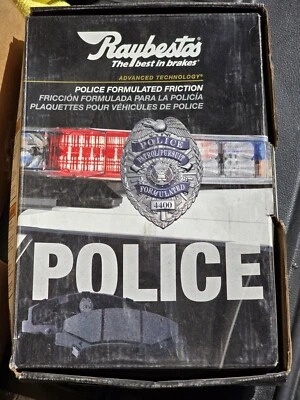 Raybestos
The best in brakes®
ADVANCED TECHNOLOGY®
POLICE FORMULATED FRICTION
FRICCIÓN FORMULADA PARA LA POLICÍA
PLAQUETTES POUR VÉHICULES DE POLICE
POLICE
PATROL/PURSUIT
FORMULATED
4400
POLICE